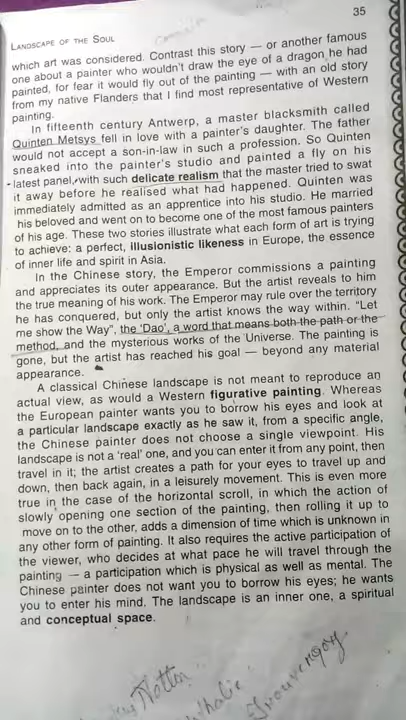 35
LANDSCAPE OF THE SOUL
which art was considered. Contrast this story — or another famous
one about a painter who wouldn't draw the eye of a dragon he had
painted, for fear it would fly out of the painting — with an old story
from my native Flanders that I find most representative of Western
painting.
In fifteenth century Antwerp, a master blacksmith called
Quinten Metsys fell in love with a painter's daughter. The father
would not accept a son-in-law in such a profession. So Quinten
sneaked into the painter's studio and painted a fly on his
latest panel, with such delicate realism that the master tried to swat
it away before he realised what had happened. Quinten was
immediately admitted as an apprentice into his studio. He married
his beloved and went on to become one of the most famous painters
of his age. These two stories illustrate what each form of art is trying
to achieve: a perfect, illusionistic likeness in Europe, the essence
of inner life and spirit in Asia.
In the Chinese story, the Emperor commissions a painting
and appreciates its outer appearance. But the artist reveals to him
the true meaning of his work. The Emperor may rule over the territory
he has conquered, but only the artist knows the way within. “Let
me show the Way”, the ‘Dao’, a word that means both the path or the
method, and the mysterious works of the Universe. The painting is
gone, but the artist has reached his goal — beyond any material
appearance.
A classical Chinese landscape is not meant to reproduce an
actual view, as would a Western figurative painting. Whereas
the European painter wants you to borrow his eyes and look at
a particular landscape exactly as he saw it, from a specific angle,
the Chinese painter does not choose a single viewpoint. His
landscape is not a ‘real’ one, and you can enter it from any point, then
travel in it; the artist creates a path for your eyes to travel up and
down, then back again, in a leisurely movement. This is even more
true in the case of the horizontal scroll, in which the action of
slowly opening one section of the painting, then rolling it up to
move on to the other, adds a dimension of time which is unknown in
any other form of painting. It also requires the active participation of
the viewer, who decides at what pace he will travel through the
painting — a participation which is physical as well as mental. The
Chinese painter does not want you to borrow his eyes; he wants
you to enter his mind. The landscape is an inner one, a spiritual
and conceptual space.